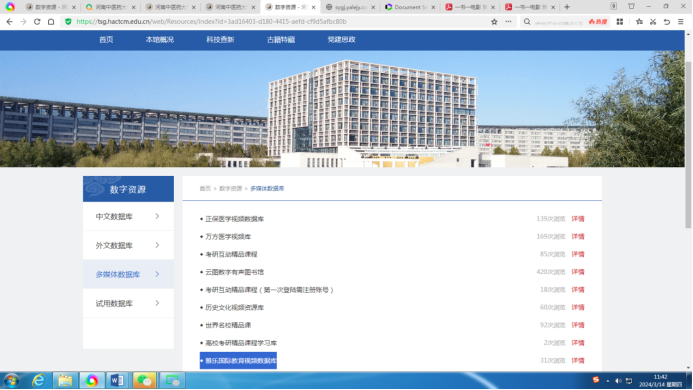 数字资源 - 河
河南中医药大
河南中医药大
河南中医药大
数字资源 - 河
Document S
一书一电影
一书一电影
https://tsg.hactcm.edu.cn/web/Resources/Index?id=3ad16403-d180-4415-aefd-cf9d5afbc80b
热搜
首页
本馆概况
科技查新
古籍特藏
党建思政
数字资源
中文数据库
外文数据库
多媒体数据库
试用数据库
首页 > 数字资源 > 多媒体数据库
正保医学视频数据库 139次浏览 详情
万方医学视频库 169次浏览 详情
考研互动精品课程 85次浏览 详情
云图数字有声图书馆 420次浏览 详情
考研互动精品课程（第一次登陆需注册账号） 18次浏览 详情
历史文化视频资源库 60次浏览 详情
世界名校精品课 92次浏览 详情
高校考研精品课程学习库 2次浏览 详情
雅乐国际教育视频数据库 31次浏览 详情
11:42
2024/3/14 星期四